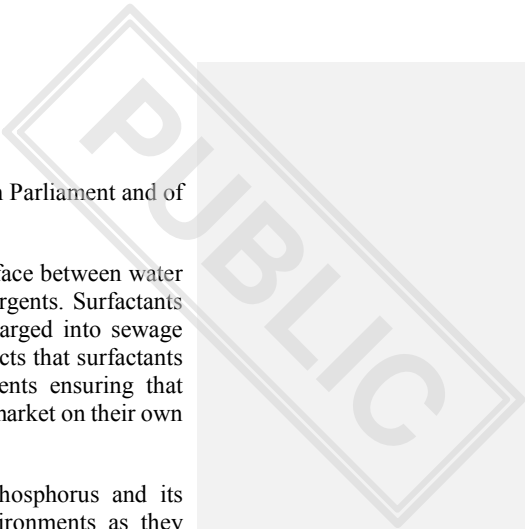 n Parliament and of
face between water
rgents. Surfactants
arged into sewage
cts that surfactants
ents ensuring that
market on their own
hosphorus and its
ironments as they
PUBLIC